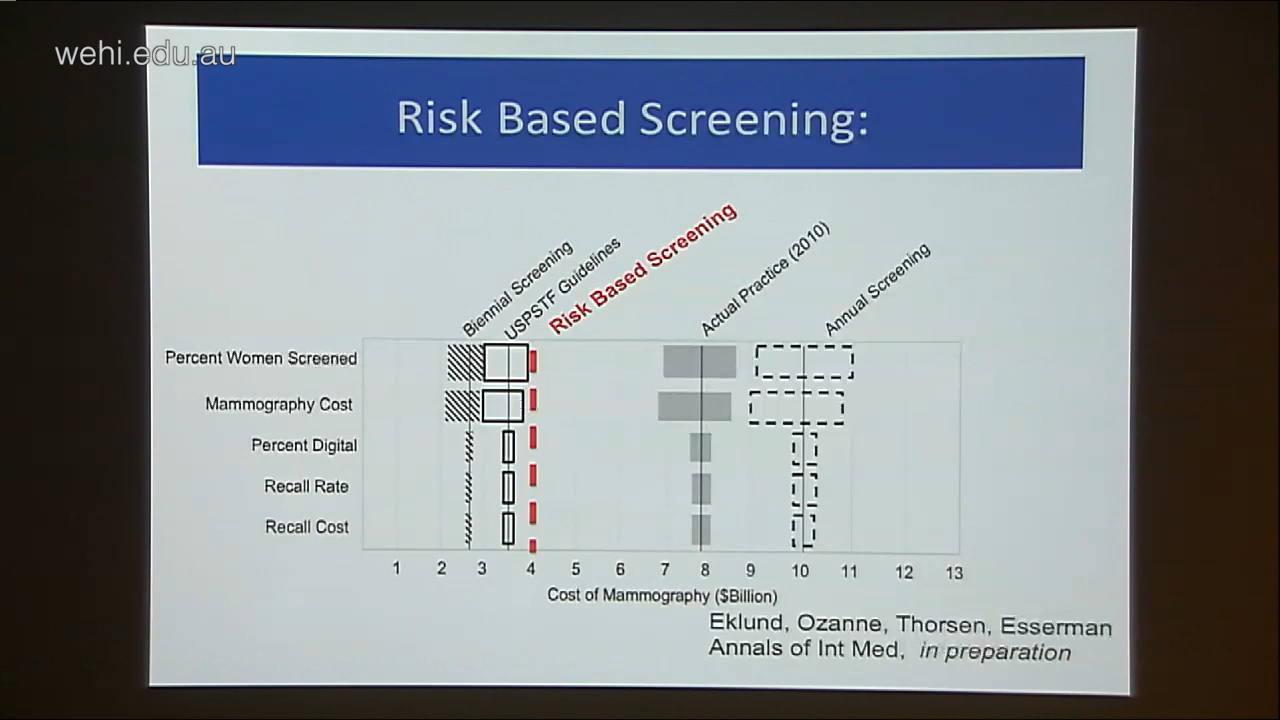 wehi.edu.au
Risk Based Screening:
Biennial Screening
USPSTF Guidelines
Risk Based Screening
Actual Practice (2010)
Annual Screening
Percent Women Screened
Mammography Cost
Percent Digital
Recall Rate
Recall Cost
1 2 3 4 5 6 7 8 9 10 11 12 13
Cost of Mammography ($Billion)
Eklund, Ozanne, Thorsen, Esserman
Annals of Int Med, in preparation